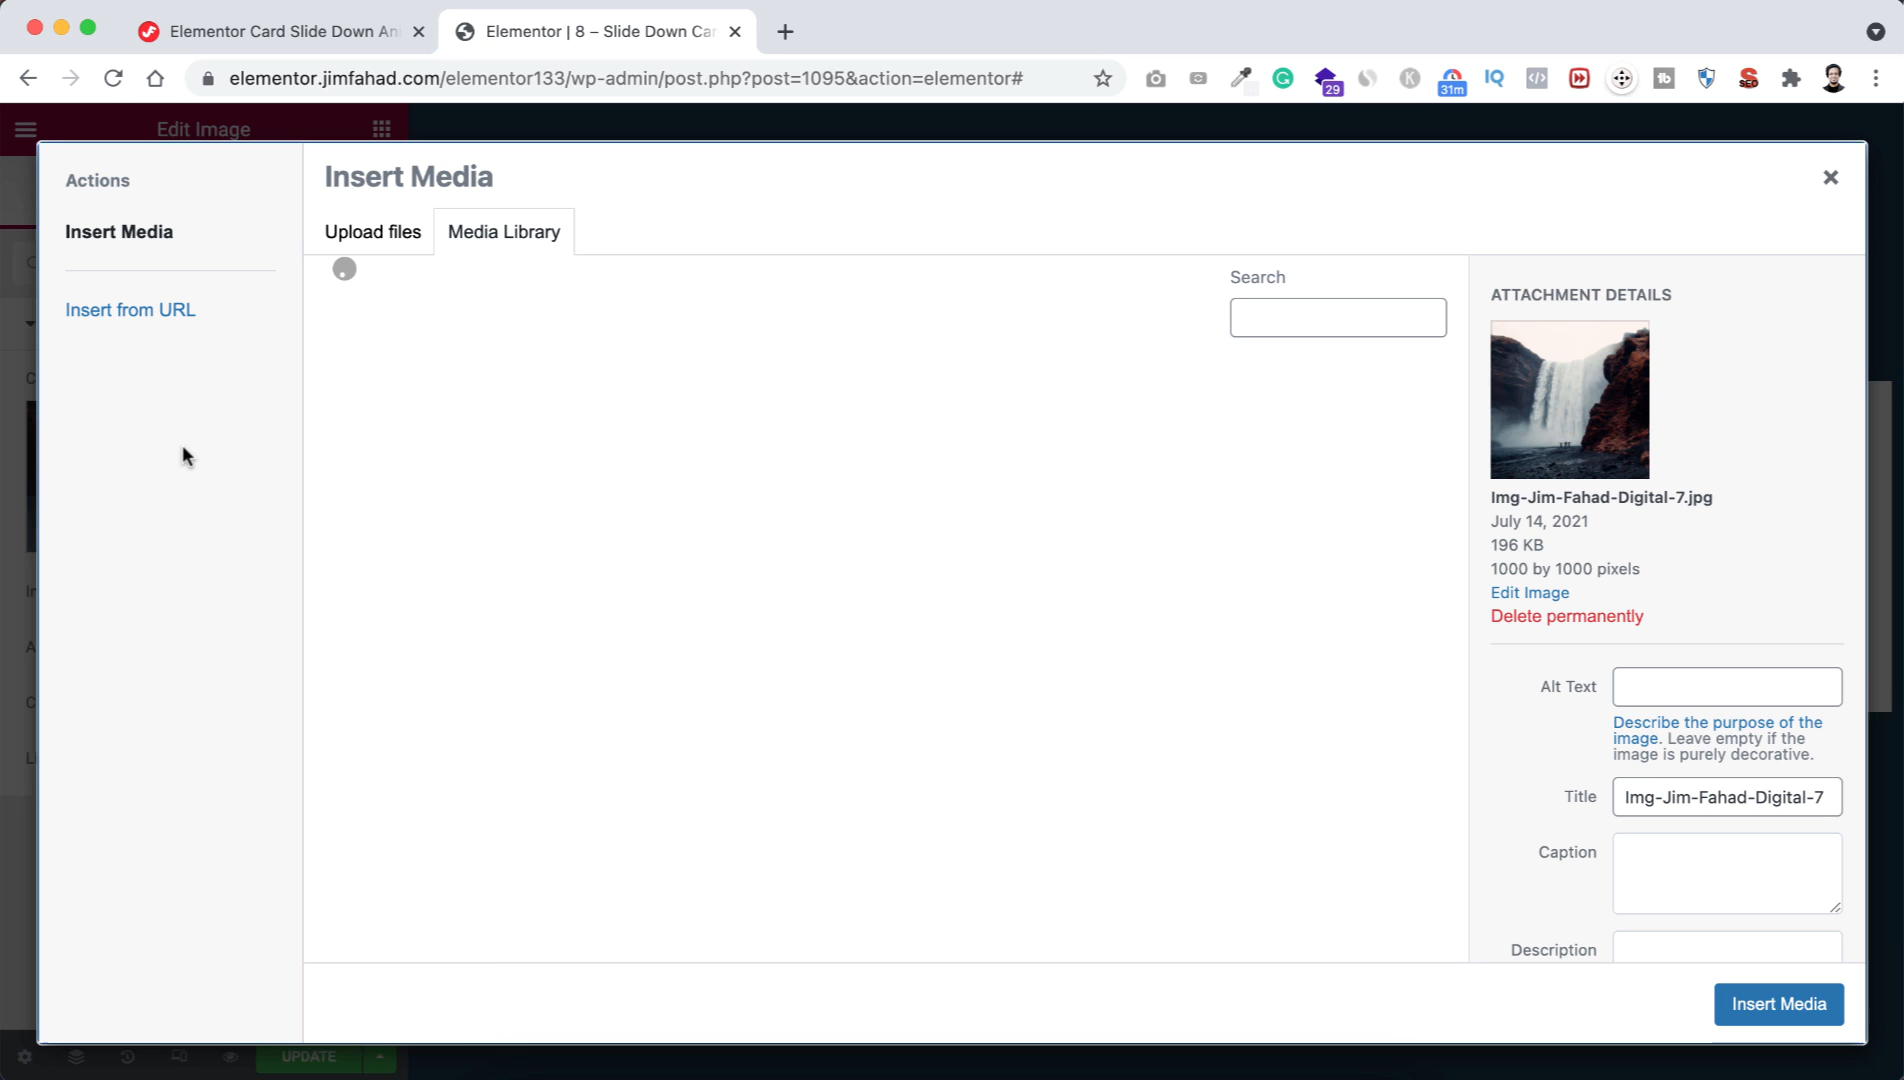 Elementor Card Slide Down An
Elementor | 8 – Slide Down Car
elementor.jimfahad.com/elementor133/wp-admin/post.php?post=1095&action=elementor#
29
K
31m
IQ
tb
SEO
Edit Image
Actions
Insert Media
Insert from URL
Insert Media
Upload files
Media Library
Search
ATTACHMENT DETAILS
Img-Jim-Fahad-Digital-7.jpg
July 14, 2021
196 KB
1000 by 1000 pixels
Edit Image
Delete permanently
Alt Text
Describe the purpose of the
image. Leave empty if the
image is purely decorative.
Title
Img-Jim-Fahad-Digital-7
Caption
Description
Insert Media
UPDATE